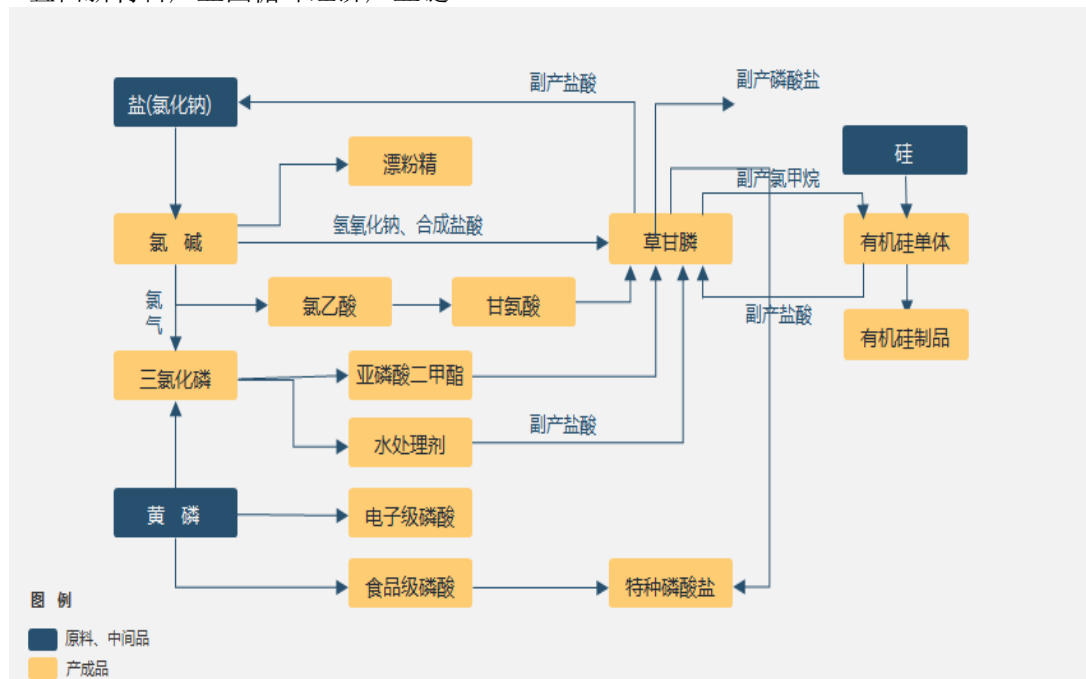 副产盐酸
副产磷酸盐
盐(氯化钠)
硅
漂粉精
副产氯甲烷
氯 碱
氢氧化钠、合成盐酸
草甘膦
有机硅单体
氯气
氯乙酸
甘氨酸
副产盐酸
有机硅制品
三氯化磷
亚磷酸二甲酯
水处理剂
副产盐酸
黄 磷
电子级磷酸
食品级磷酸
特种磷酸盐
图 例
原料、中间品
产成品